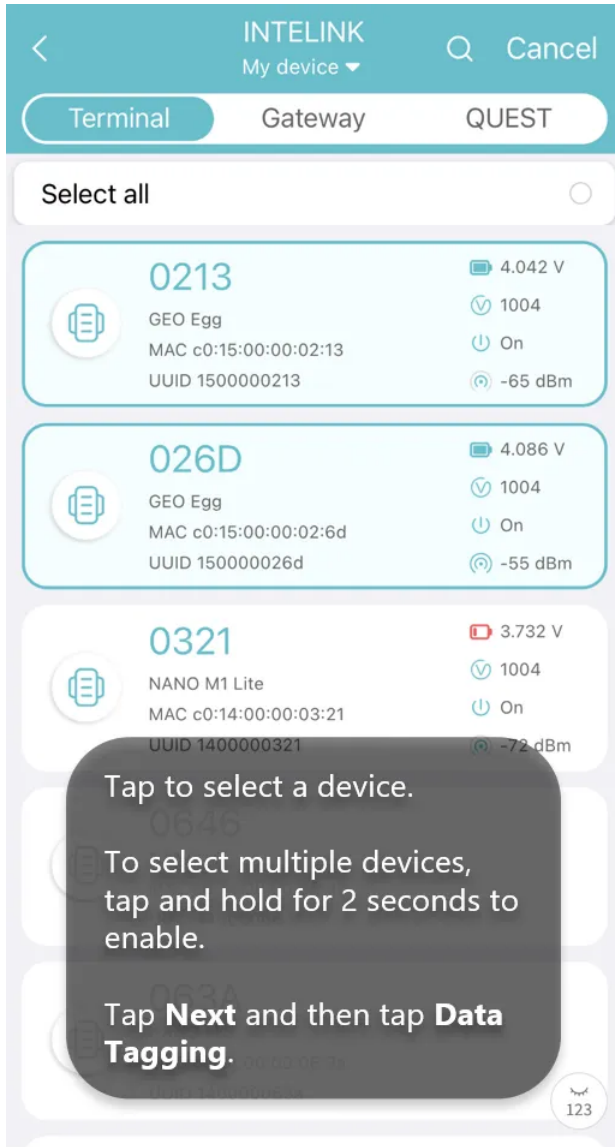 INTELINK
Cancel
My device
Terminal Gateway QUEST
Select all
0213
GEO Egg
MAC c0:15:00:00:02:13
UUID 1500000213
4.042 V
1004
On
-65 dBm
026D
GEO Egg
MAC c0:15:00:00:02:6d
UUID 150000026d
4.086 V
1004
On
-55 dBm
0321
NANO M1 Lite
MAC c0:14:00:00:03:21
UUID 1400000321
3.732 V
1004
On
-72 dBm
0646
Tap to select a device.
To select multiple devices,
tap and hold for 2 seconds to
enable.
063A
Tap Next and then tap Data
Tagging.
123